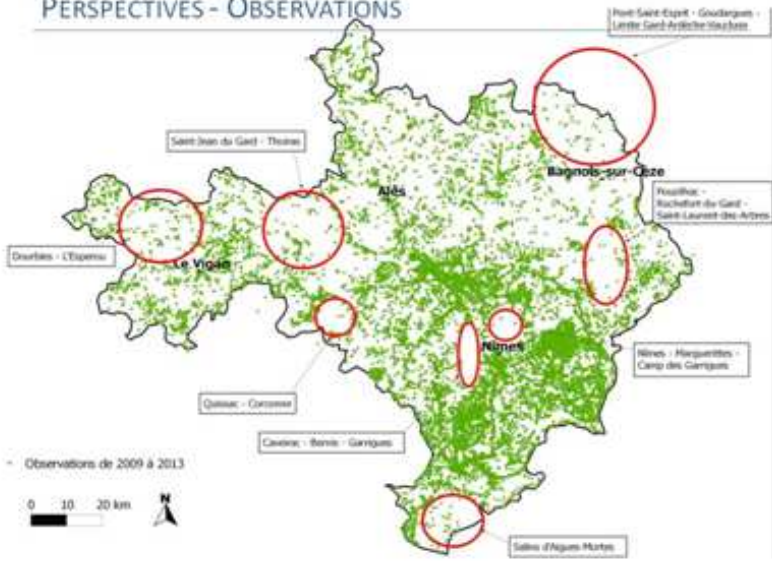 PERSPECTIVES - OBSERVATIONS
Pont-Saint-Esprit - Goudargues -
Limite Gard-Ardèche-Vaucluse
Saint Jean du Gard - Thoiras
Alès
Bagnols-sur-Cèze
Pouzilhac -
Rochefort du Gard -
Saint-Laurent-des-Arbres
Dourbies - L'Espérou
Le Vigan
Nîmes
Nîmes - Marguerittes -
Camp des Garrigues
Quissac - Corconne
Caveirac - Bernis - Garrigues
- Observations de 2009 à 2013
0 10 20 km
N
Salins d'Aigues Mortes